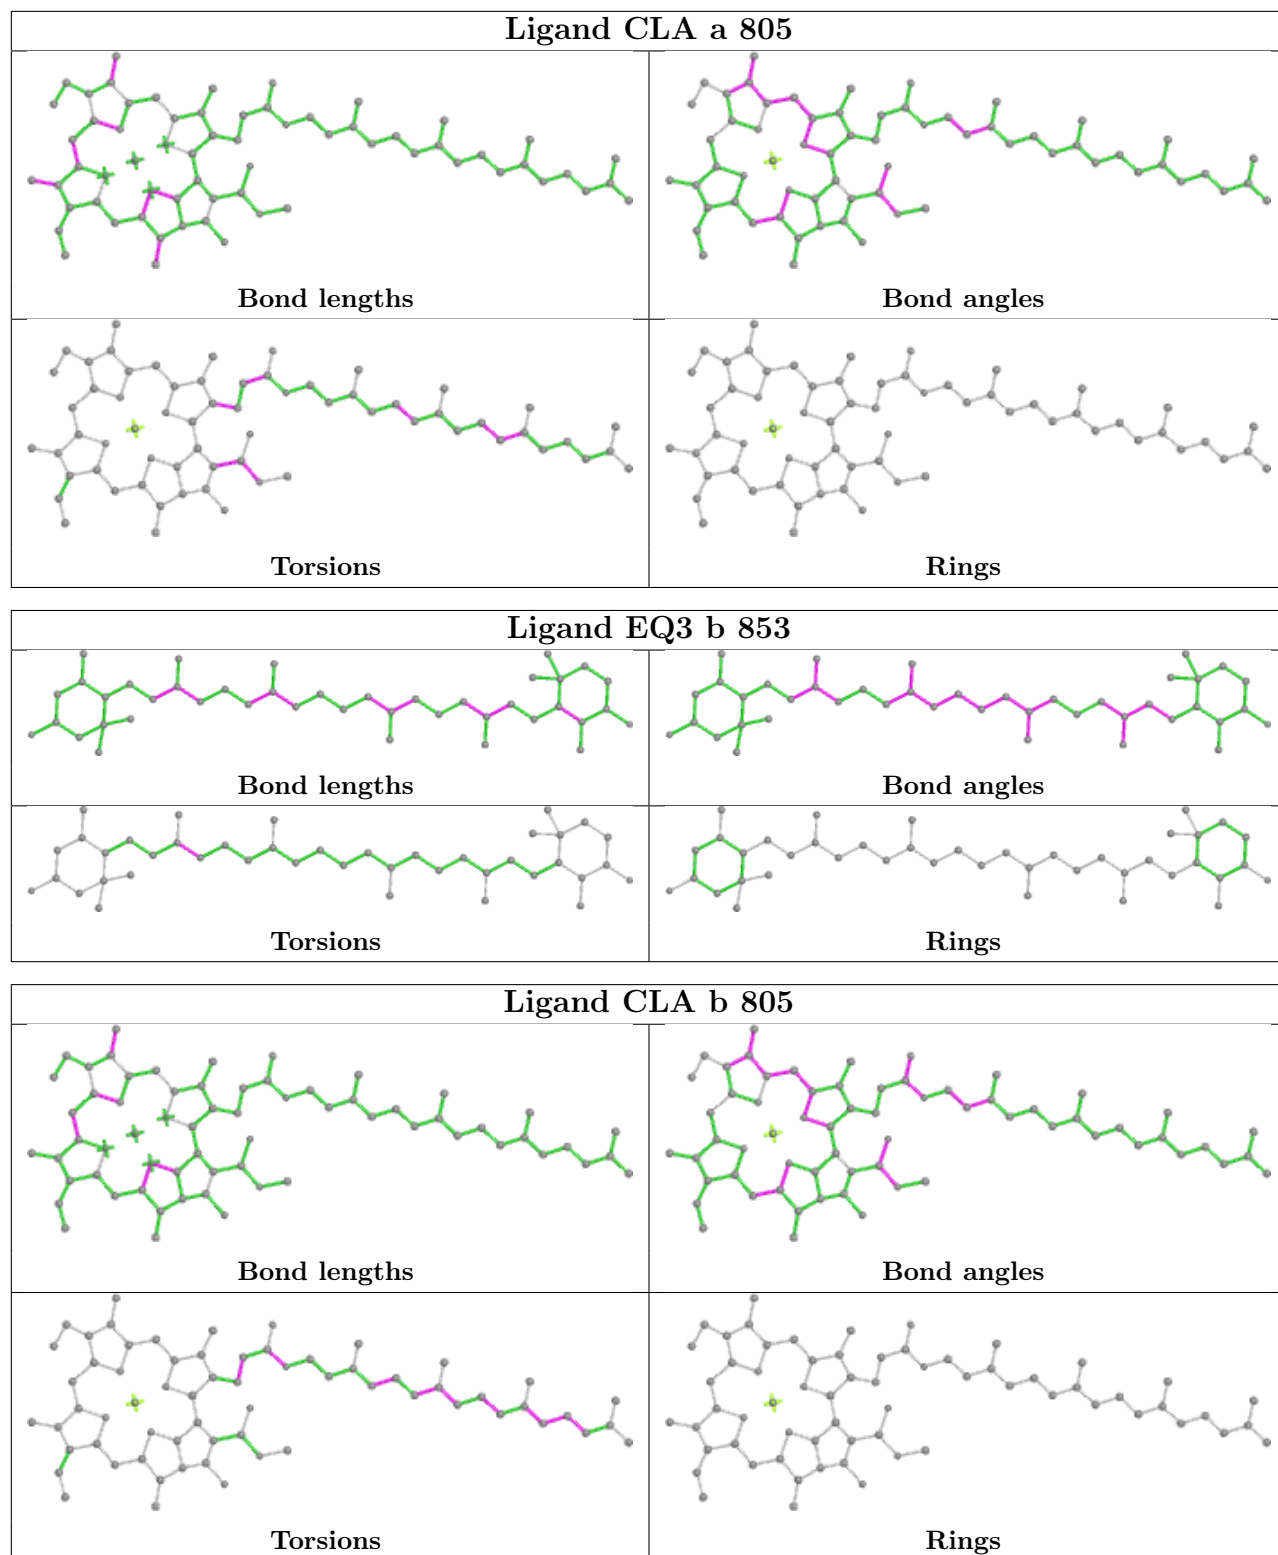 Ligand CLA a 805
Bond lengths
Bond angles
Torsions
Rings
Ligand EQ3 b 853
Bond lengths
Bond angles
Torsions
Rings
Ligand CLA b 805
Bond lengths
Bond angles
Torsions
Rings